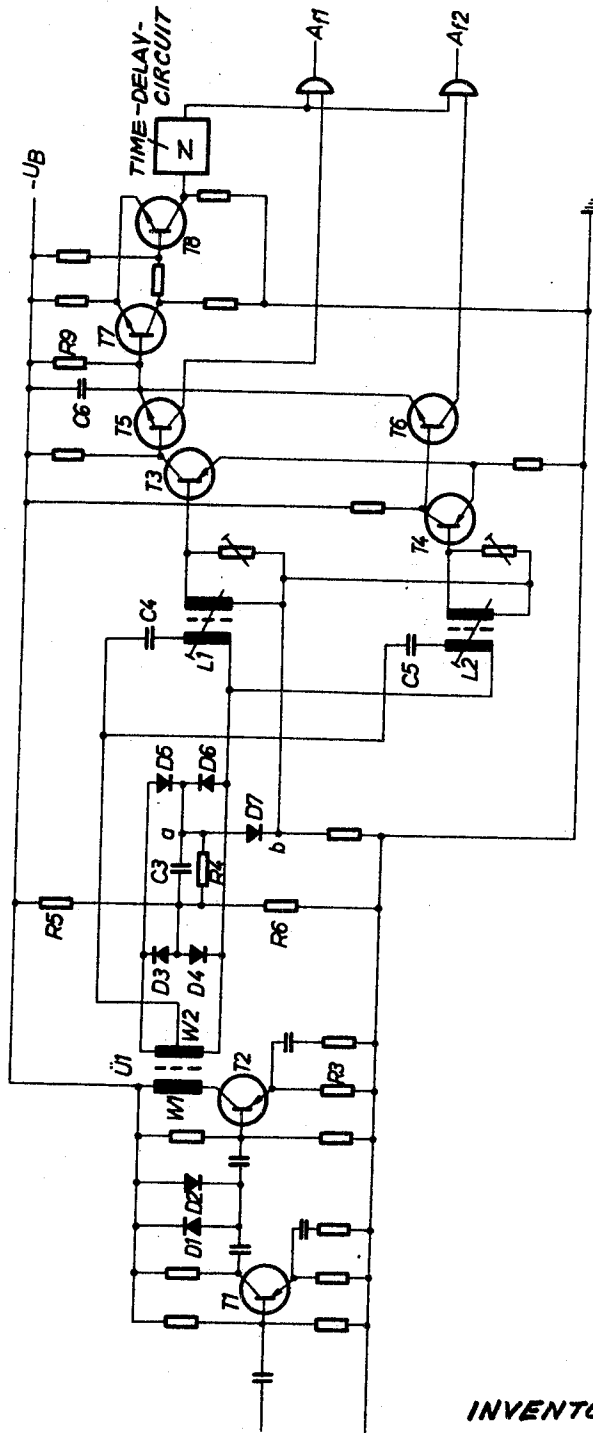 TIME-DELAY-
CIRCUIT
Z
-UB
Af1
Af2
T8
T7
R9
C6
T5
T3
T6
T4
C4
L1
C5
L2
D5
D6
a
D7
b
C3
R4
R5
R6
D3
D4
Ü1
W2
W1
T2
R3
D2
D1
T1
INVENTO